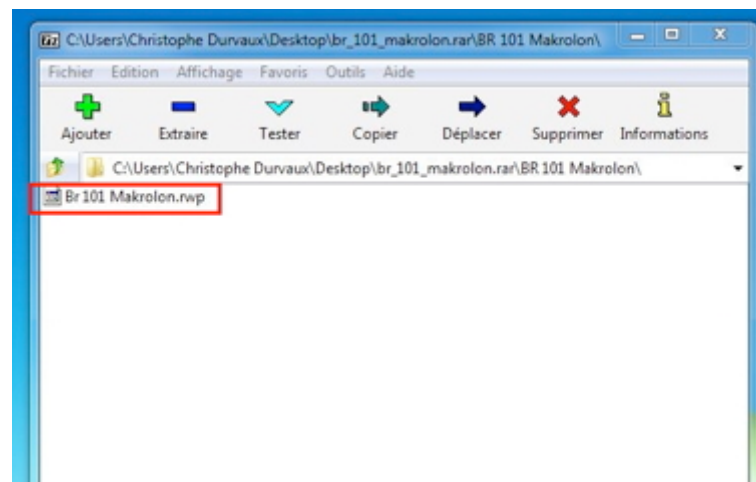 C:\Users\Christophe Durvaux\Desktop\br_101_makrolon.rar\BR 101 Makrolon\
Fichier Edition Affichage Favoris Outils Aide
Ajouter Extraire Tester Copier Déplacer Supprimer Informations
C:\Users\Christophe Durvaux\Desktop\br_101_makrolon.rar\BR 101 Makrolon\
Br 101 Makrolon.rwp